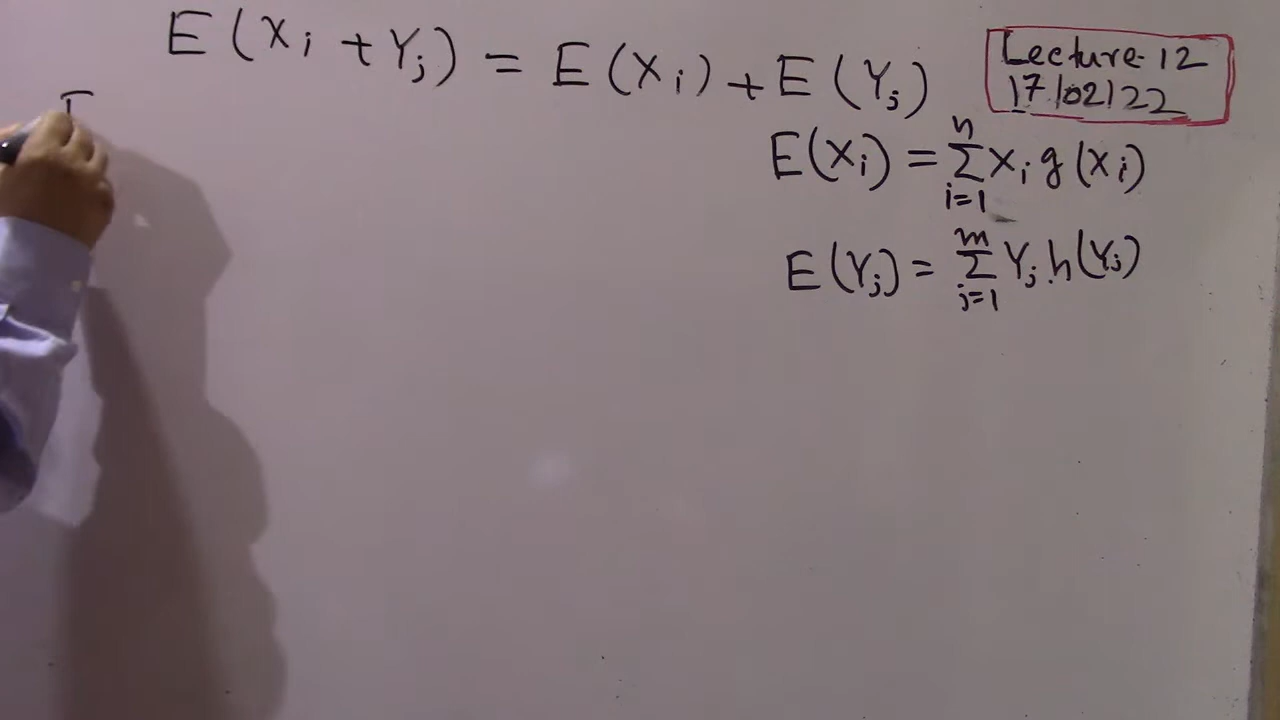 E(Xi + Yj) = E(Xi) + E(Yj)
Lecture-12
17/02/22
E(Xi) = n Σ i=1 Xi g(Xi)
E(Yj) = m Σ j=1 Yj h(Yj)